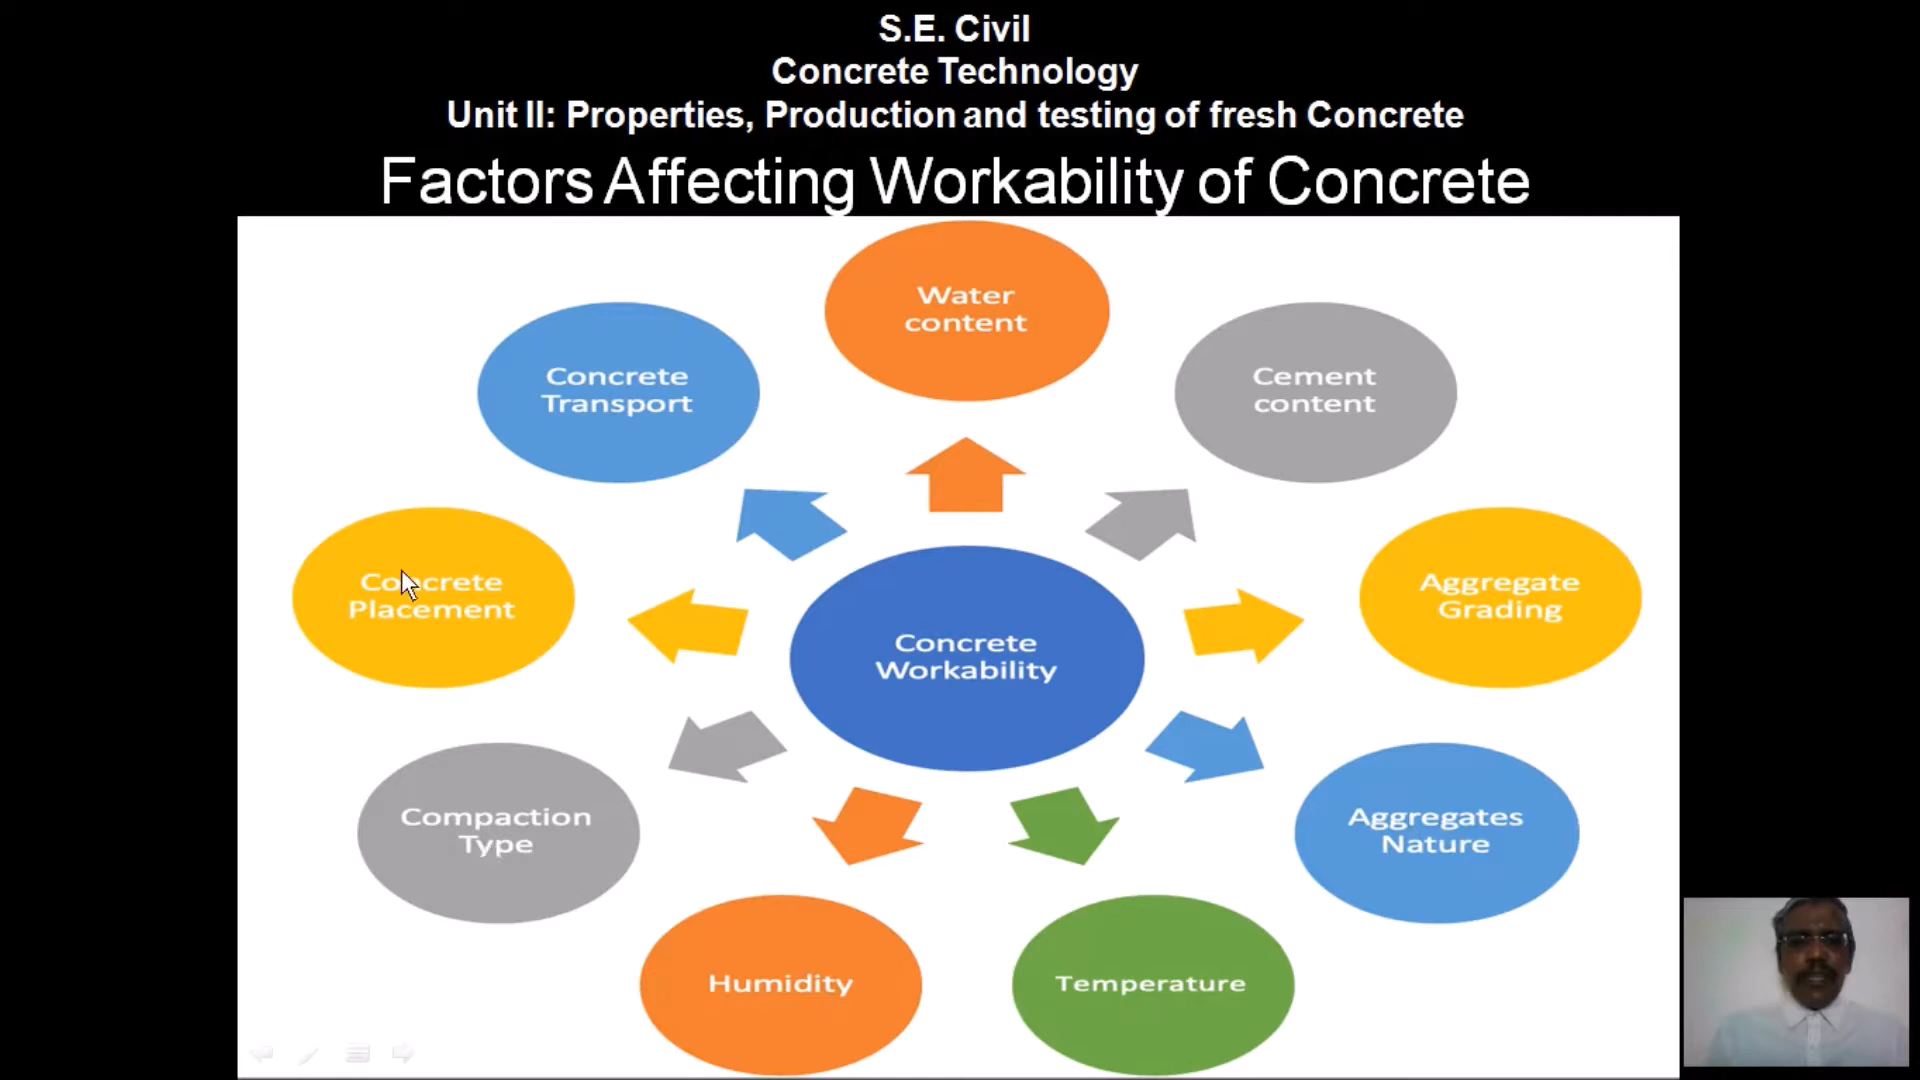 S.E. Civil
Concrete Technology
Unit II: Properties, Production and testing of fresh Concrete
Factors Affecting Workability of Concrete
Water
content
Concrete
Transport
Cement
content
Concrete
Placement
Aggregate
Grading
Concrete
Workability
Compaction
Type
Aggregates
Nature
Humidity
Temperature